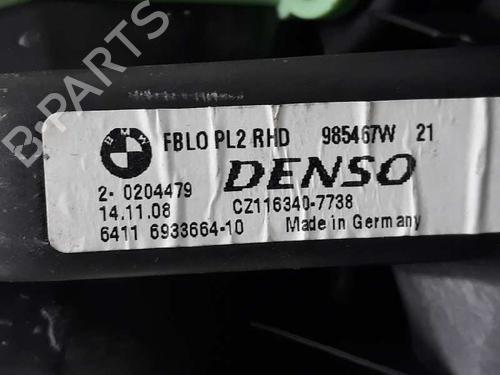 B-PARTS
BMW
FBLO PL2 RHD 985467W 21
DENSO
2- 0204479
14.11.08 CZ116340-7738
6411 6933664-10 Made in Germany